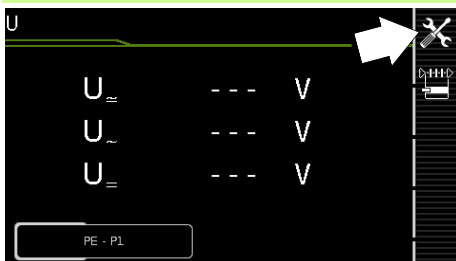 U
U≃ --- V
U~ --- V
U= --- V
PE - P1